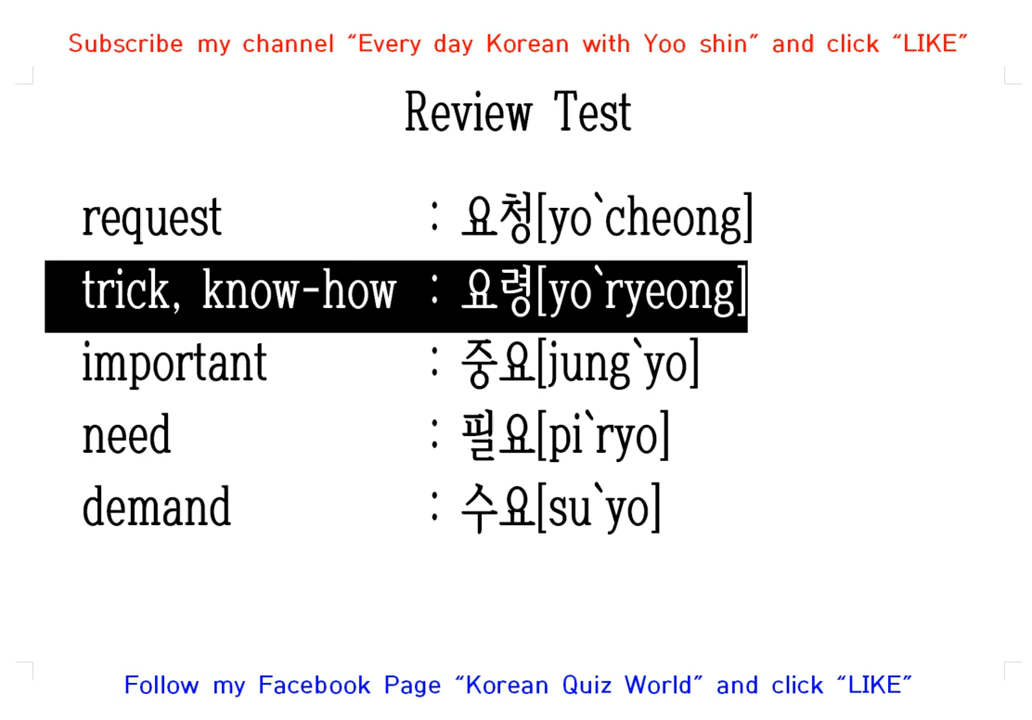 Subscribe my channel “Every day Korean with Yoo shin” and click “LIKE”
Review Test
request : 요청[yo`cheong]
trick, know-how : 요령[yo`ryeong]
important : 중요[jung`yo]
need : 필요[pi`ryo]
demand : 수요[su`yo]
Follow my Facebook Page “Korean Quiz World” and click “LIKE”